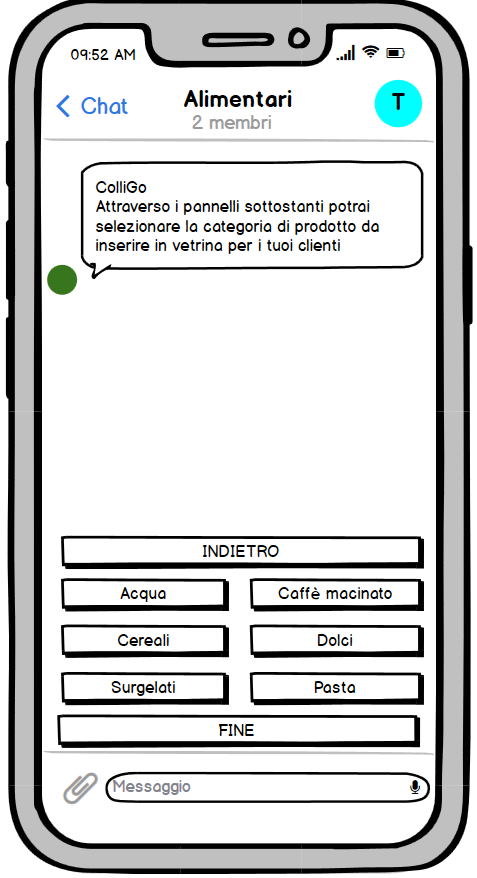 09:52 AM
Chat
Alimentari
2 membri
T
ColliGo
Attraverso i pannelli sottostanti potrai
selezionare la categoria di prodotto da
inserire in vetrina per i tuoi clienti
INDIETRO
Acqua
Caffè macinato
Cereali
Dolci
Surgelati
Pasta
FINE
Messaggio